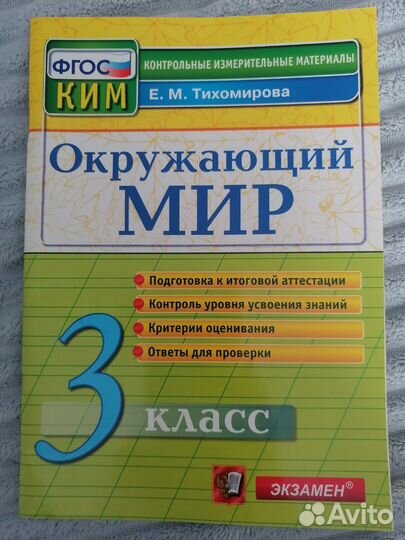 ФГОС
КИМ
КОНТРОЛЬНЫЕ ИЗМЕРИТЕЛЬНЫЕ МАТЕРИАЛЫ
Е. М. Тихомирова
Окружающий
МИР
Подготовка к итоговой аттестации
Контроль уровня усвоения знаний
Критерии оценивания
Ответы для проверки
3 класс
ЭКЗАМЕН®
Avito